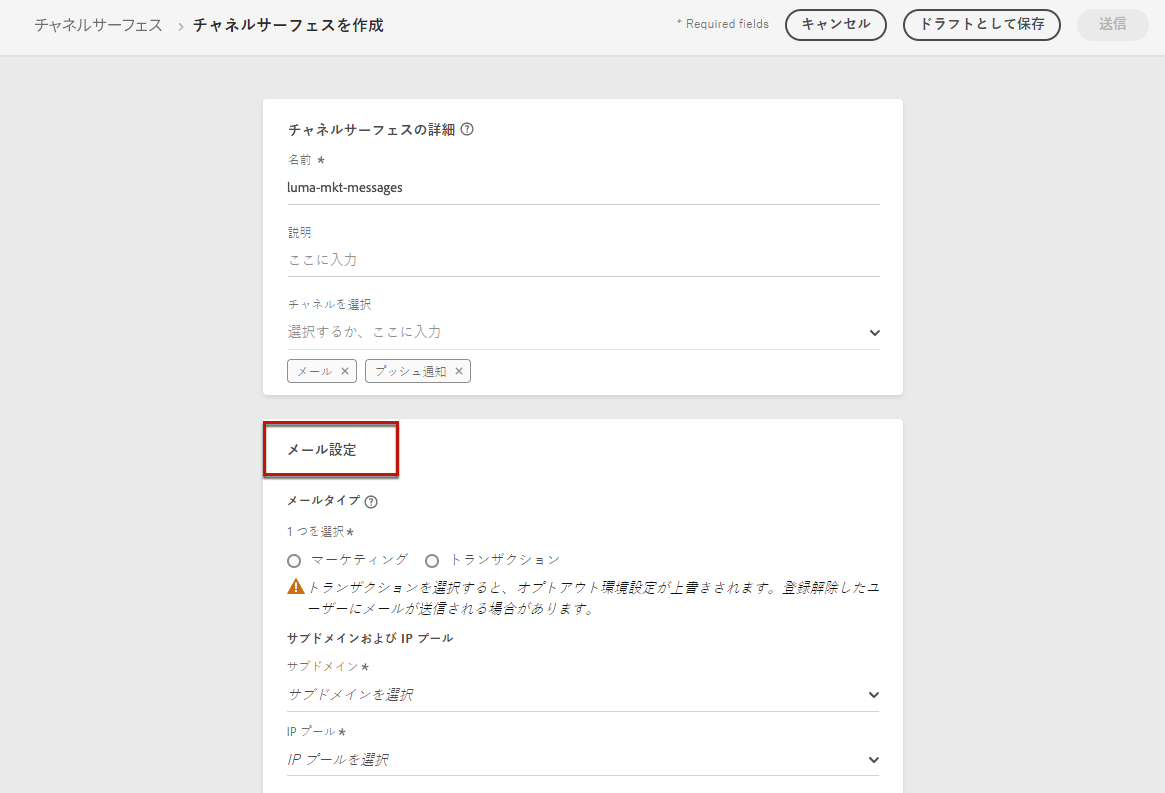 チャネルサーフェス › チャネルサーフェスを作成
* Required fields
キャンセル
ドラフトとして保存
送信
チャネルサーフェスの詳細
名前 *
luma-mkt-messages
説明
ここに入力
チャネルを選択
選択するか、ここに入力
メール ×
プッシュ通知 ×
メール設定
メールタイプ
1 つを選択*
マーケティング
トランザクション
トランザクションを選択すると、オプトアウト環境設定が上書きされます。登録解除したユ
ーザーにメールが送信される場合があります。
サブドメインおよび IP プール
サブドメイン*
サブドメインを選択
IP プール*
IP プールを選択